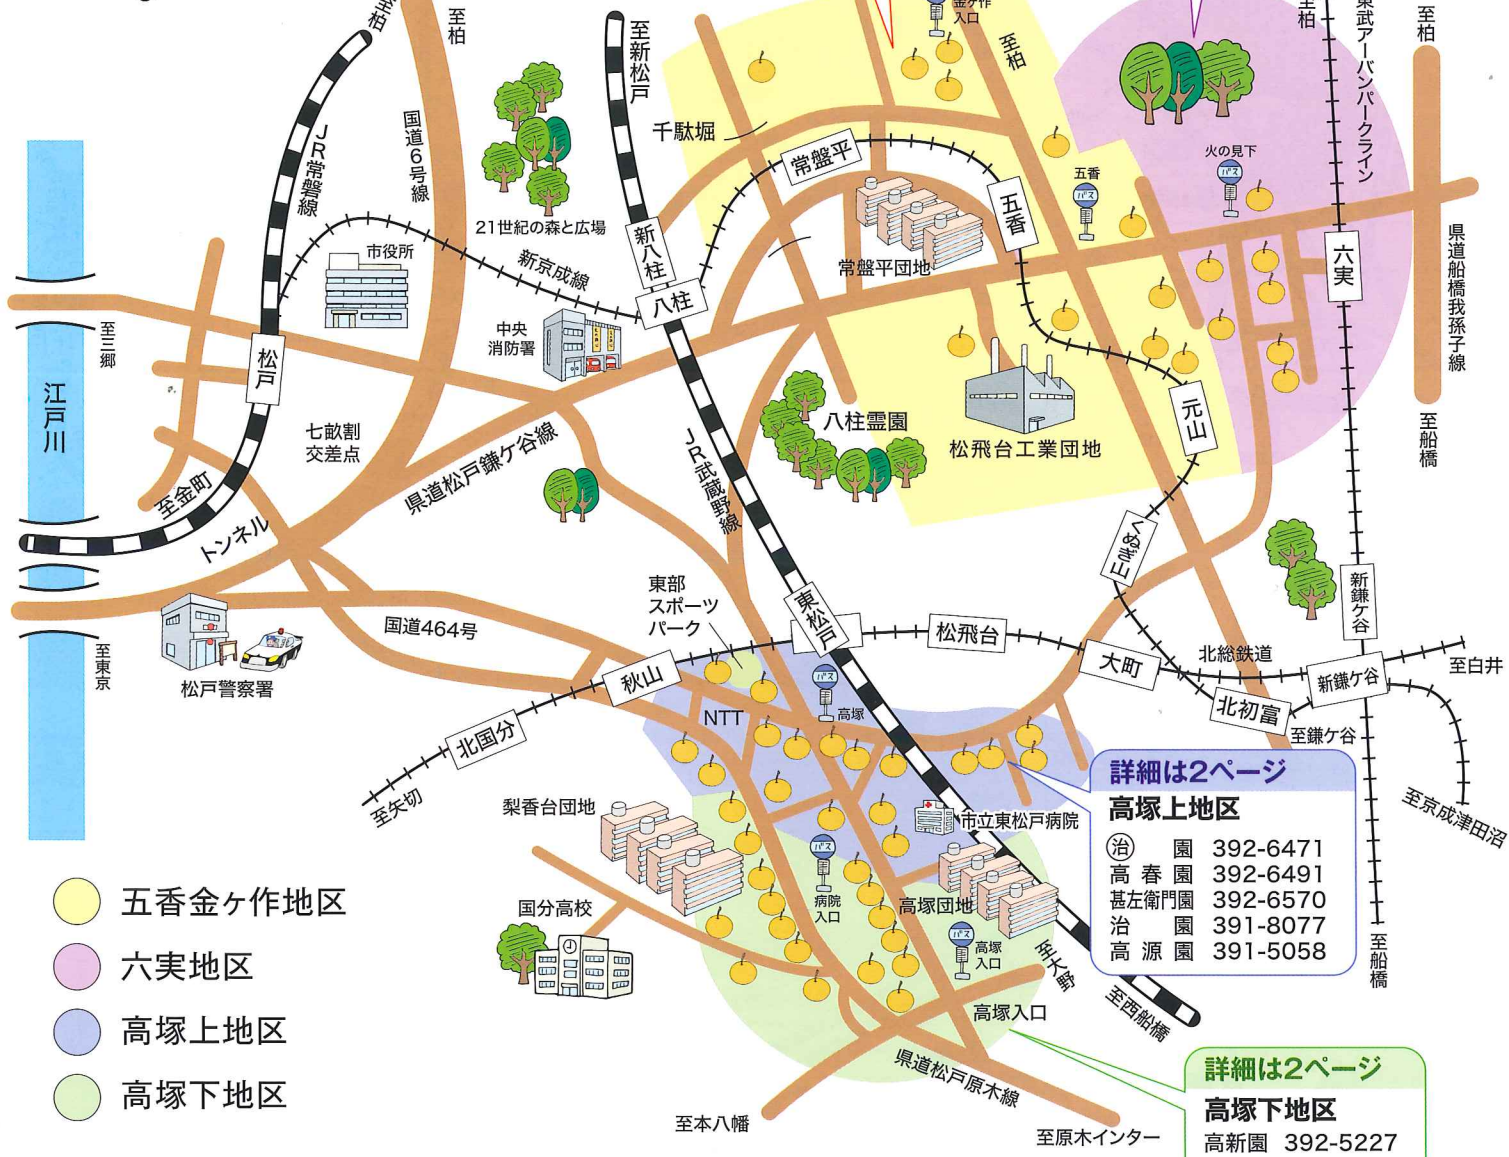 至柏
至柏
金ケ作
入口
至柏
至柏
東武アーバンパークライン
至柏
至新松戸
国道6号線
JR常磐線
千駄堀
常盤平
五香
五香
火の見下
バス
バス
21世紀の森と広場
市役所
新京成線
新八柱
八柱
常盤平団地
六実
県道船橋我孫子線
中央
消防署
至三郷
松戸
江戸川
七畝割
交差点
県道松戸鎌ケ谷線
JR武蔵野線
八柱霊園
松飛台工業団地
元山
至船橋
至金町
トンネル
くぬぎ山
新鎌ケ谷
東部
スポーツ
パーク
東松戸
松飛台
大町
北総鉄道
新鎌ケ谷
至白井
国道464号
至東京
松戸警察署
秋山
北国分
至矢切
NTT
バス
高塚
北初富
至鎌ケ谷
至京成津田沼
梨香台団地
市立東松戸病院
詳細は2ページ
高塚上地区
治園 392-6471
高春園 392-6491
甚左衛門園 392-6570
治園 391-8077
高源園 391-5058
バス
病院
入口
高塚団地
バス
高塚
入口
至大野
至西船橋
至船橋
国分高校
高塚入口
県道松戸原木線
至本八幡
至原木インター
五香金ヶ作地区
六実地区
高塚上地区
高塚下地区
詳細は2ページ
高塚下地区
高新園 392-5227